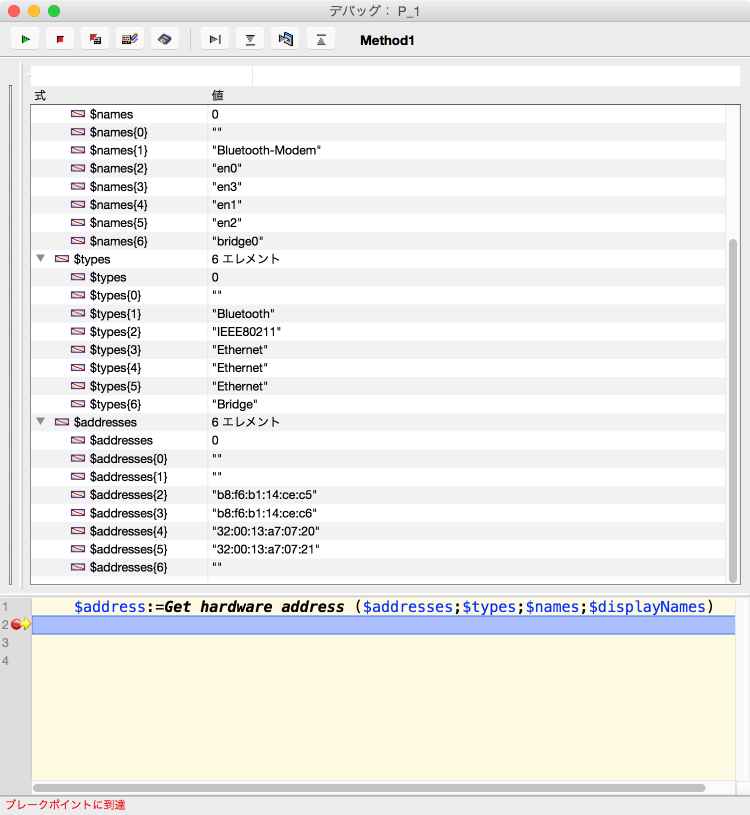 デバッグ： P_1
Method1
式 値
$names 0
$names{0} ""
$names{1} "Bluetooth-Modem"
$names{2} "en0"
$names{3} "en3"
$names{4} "en1"
$names{5} "en2"
$names{6} "bridge0"
$types 6 エレメント
$types 0
$types{0} ""
$types{1} "Bluetooth"
$types{2} "IEEE80211"
$types{3} "Ethernet"
$types{4} "Ethernet"
$types{5} "Ethernet"
$types{6} "Bridge"
$addresses 6 エレメント
$addresses 0
$addresses{0} ""
$addresses{1} ""
$addresses{2} "b8:f6:b1:14:ce:c5"
$addresses{3} "b8:f6:b1:14:ce:c6"
$addresses{4} "32:00:13:a7:07:20"
$addresses{5} "32:00:13:a7:07:21"
$addresses{6} ""
1 $address:=Get hardware address ($addresses;$types;$names;$displayNames)
2
3
4
ブレークポイントに到達